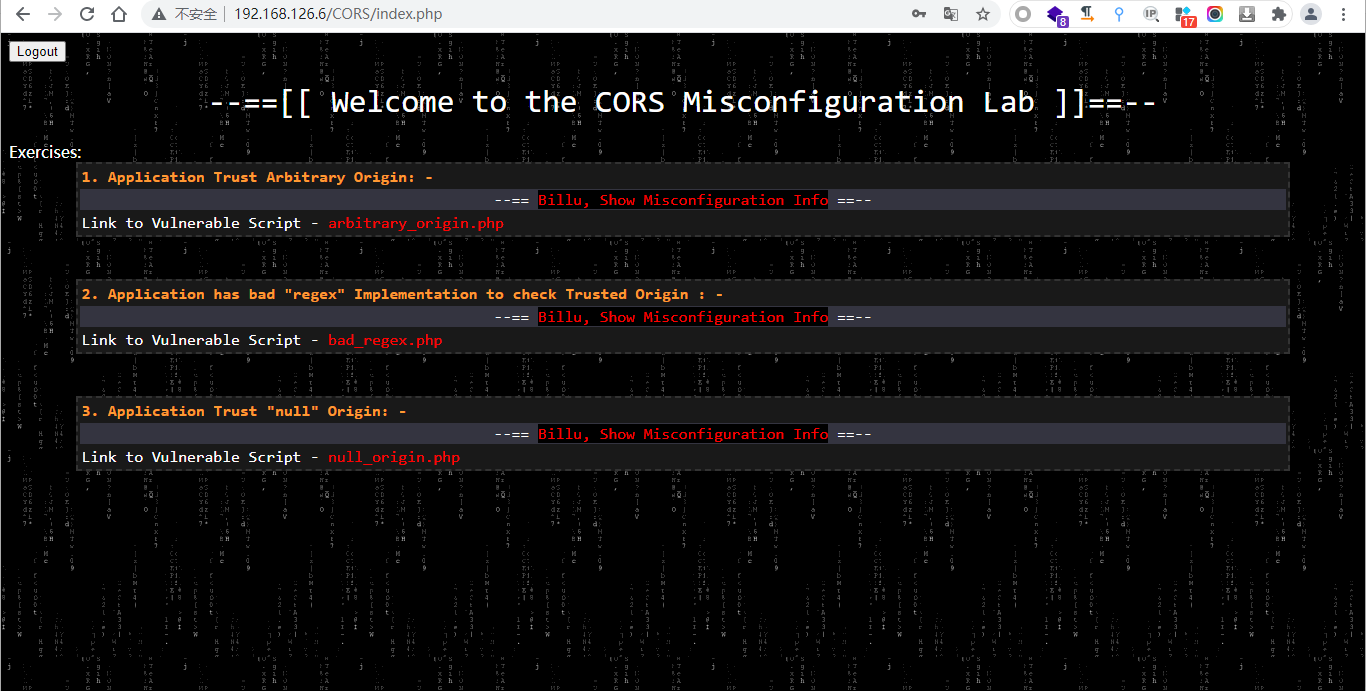 不安全 192.168.126.6/CORS/index.php
8
17
Logout
--==[[ Welcome to the CORS Misconfiguration Lab ]]==--
Exercises:
1. Application Trust Arbitrary Origin: -
--== Billu, Show Misconfiguration Info ==--
Link to Vulnerable Script - arbitrary_origin.php
2. Application has bad "regex" Implementation to check Trusted Origin : -
--== Billu, Show Misconfiguration Info ==--
Link to Vulnerable Script - bad_regex.php
3. Application Trust "null" Origin: -
--== Billu, Show Misconfiguration Info ==--
Link to Vulnerable Script - null_origin.php